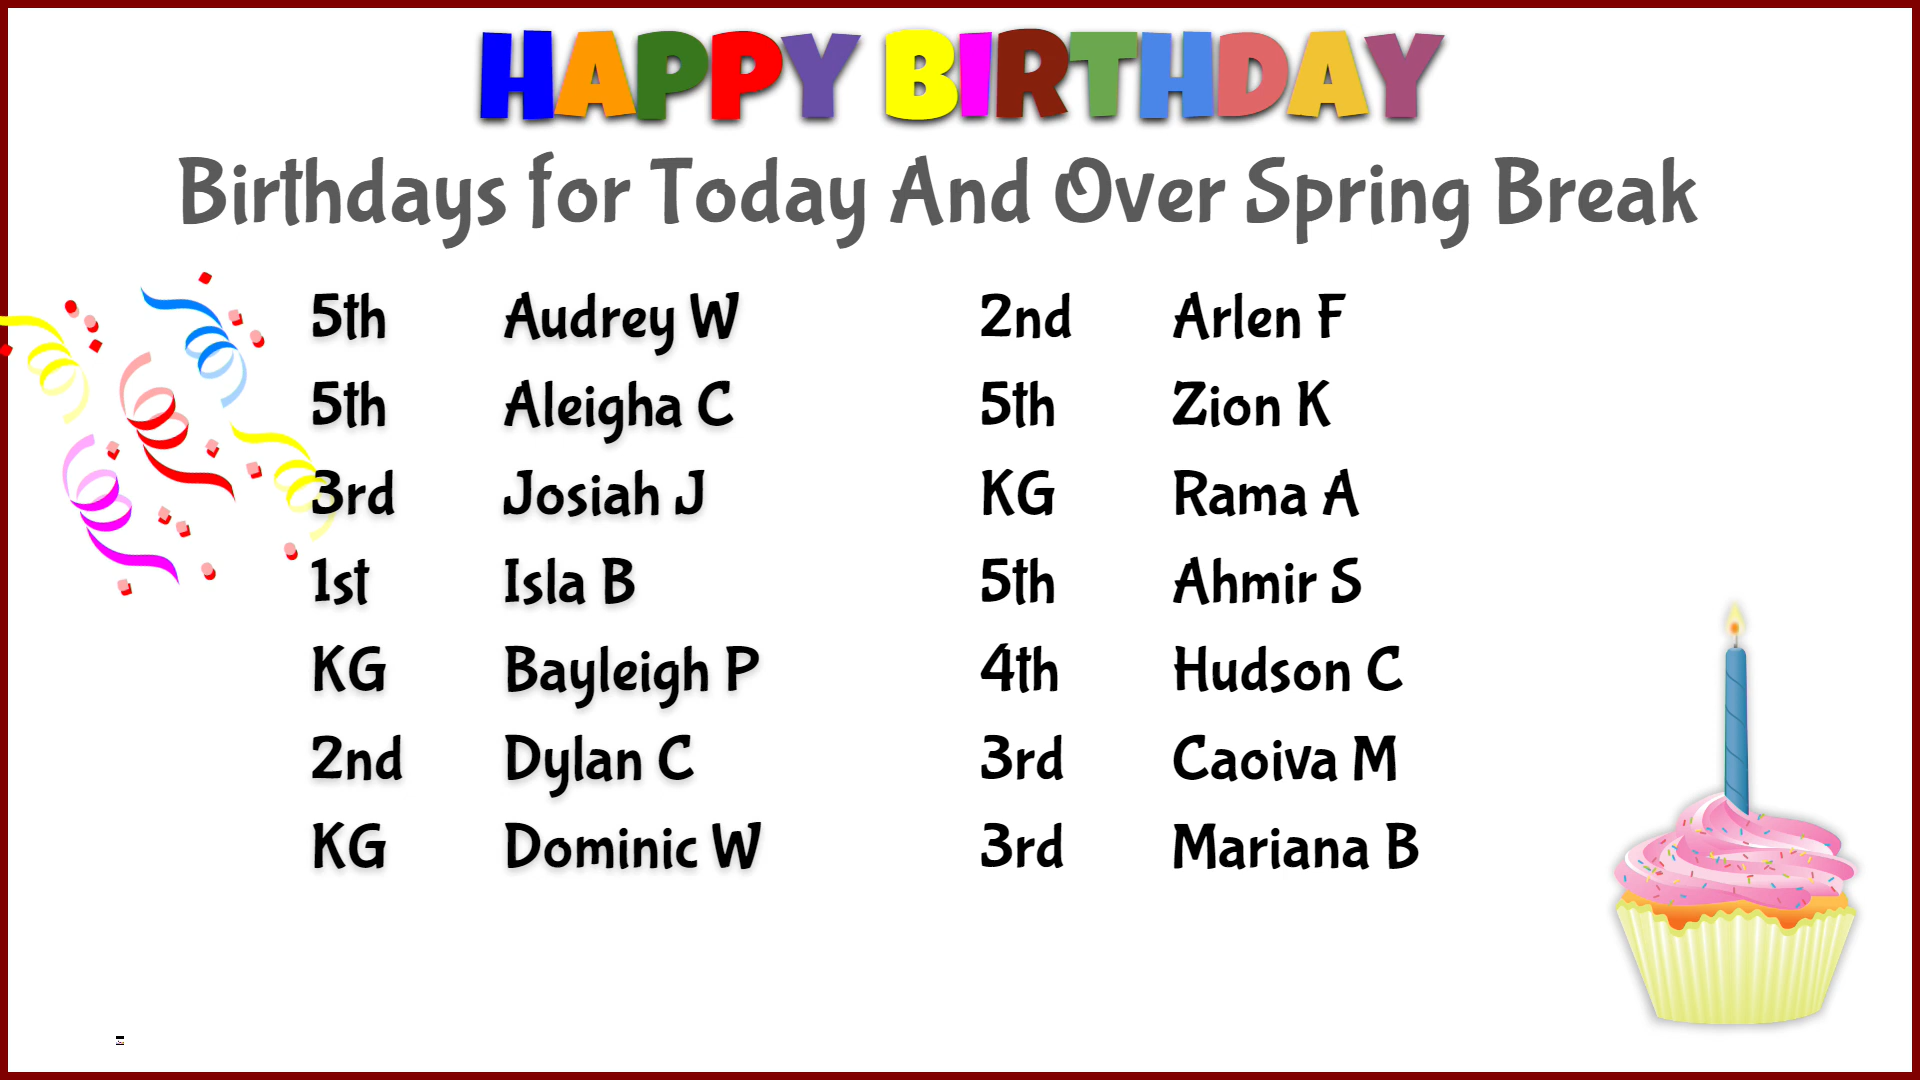 HAPPY BIRTHDAY
Birthdays for Today And Over Spring Break
5th Audrey W
5th Aleigha C
3rd Josiah J
1st Isla B
KG Bayleigh P
2nd Dylan C
KG Dominic W
2nd Arlen F
5th Zion K
KG Rama A
5th Ahmir S
4th Hudson C
3rd Caoiva M
3rd Mariana B